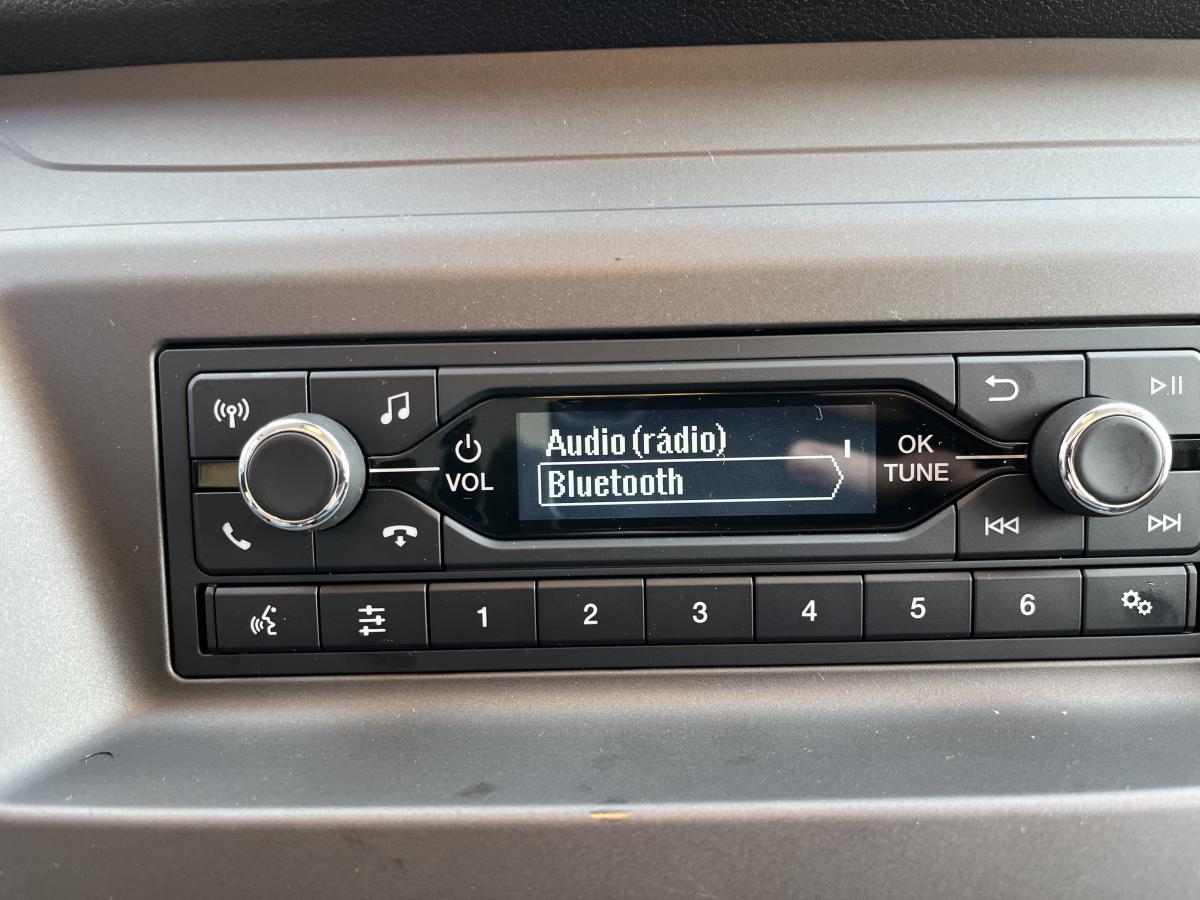 Audio (rádio)
Bluetooth
VOL
OK
TUNE
1
2
3
4
5
6